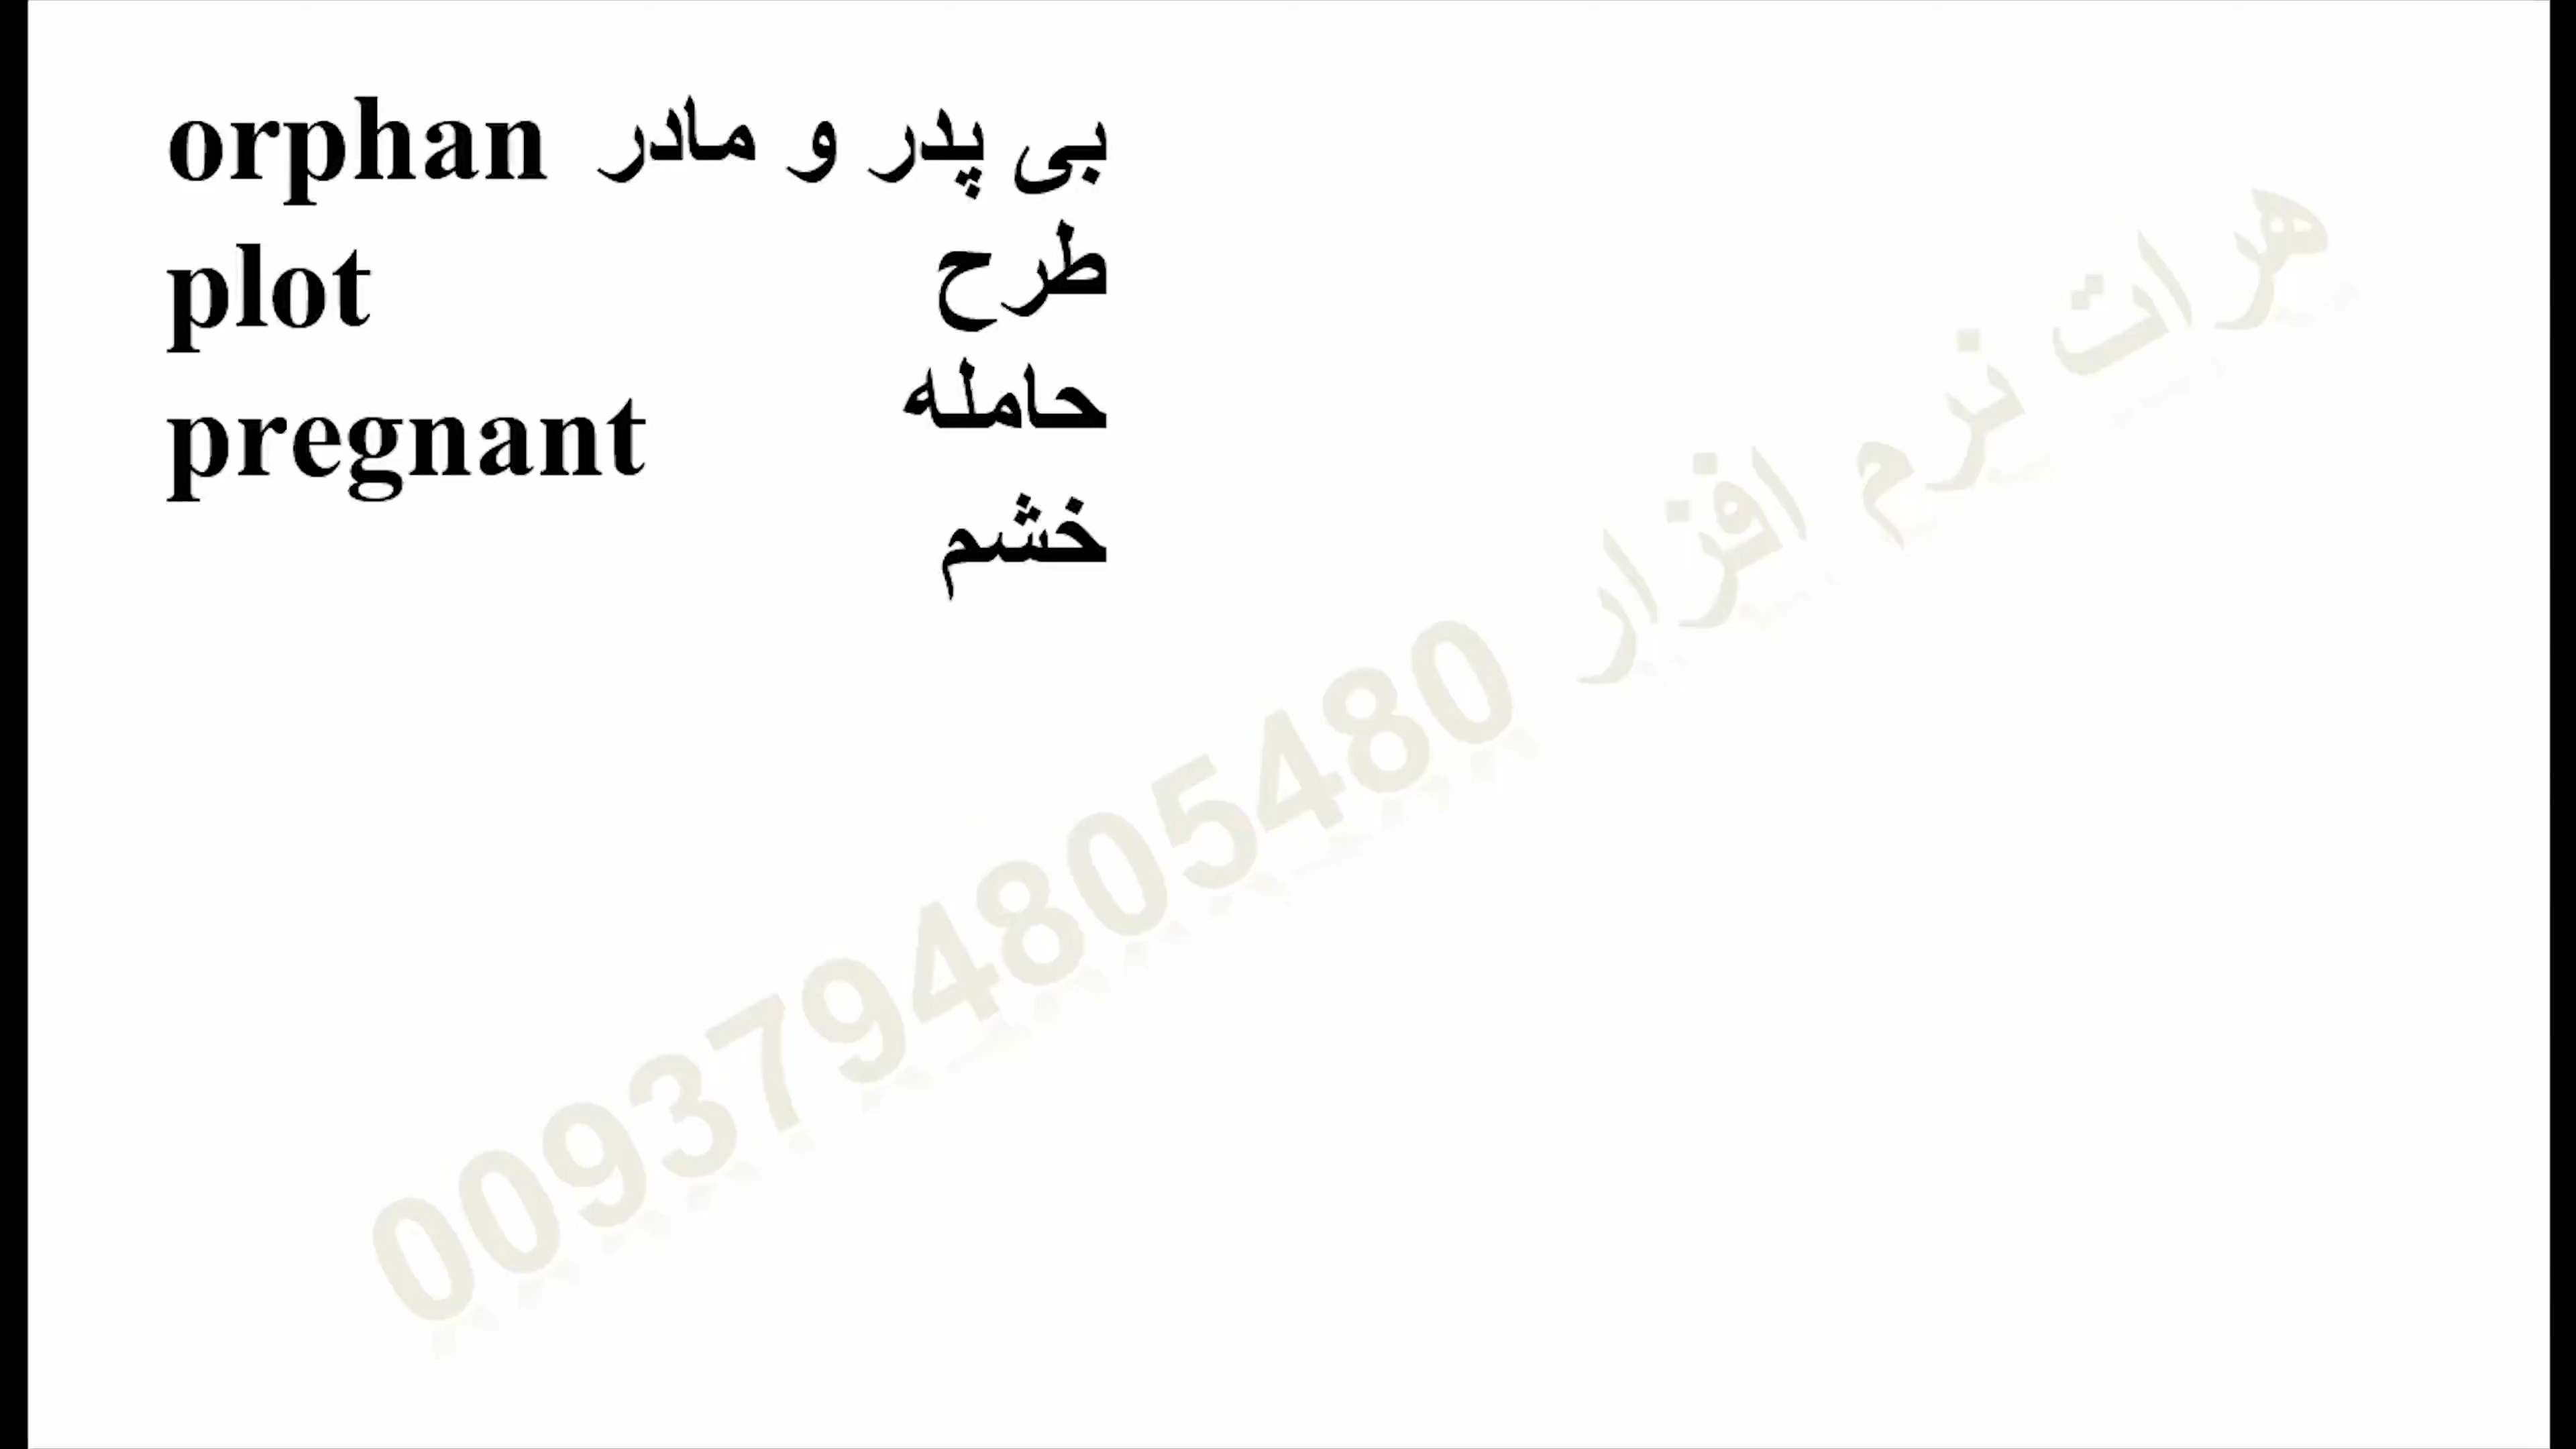 orphan بی پدر و مادر
plot طرح
pregnant حامله
خشم
هرات نرم افزار 0093794805480